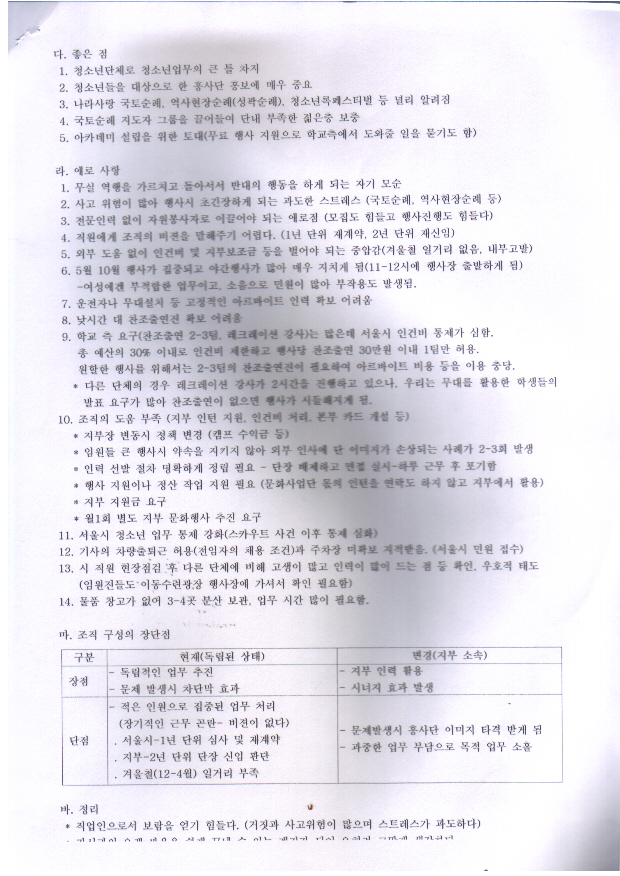 다. 좋은 점
1. 청소년단체로 청소년업무의 큰 틀 차지
2. 청소년들을 대상으로 한 흥사단 홍보에 매우 중요
3. 나라사랑 국토순례, 역사현장순례(성곽순례), 청소년록페스티벌 등 널리 알려짐
4. 국토순례 지도자 그룹을 끌어들여 단내 부족한 젊은층 보충
5. 아카데미 설립을 위한 토대(무료 행사 지원으로 학교측에서 도와줄 일을 묻기도 함)
라. 애로 사항
1. 무실 역행을 가르치고 돌아서서 반대의 행동을 하게 되는 자기 모순
2. 사고 위험이 많아 행사시 초긴장하게 되는 과도한 스트레스 (국토순례, 역사현장순례 등)
3. 전문인력 없이 자원봉사자로 이끌어야 되는 애로점 (모집도 힘들고 행사진행도 힘들다)
4. 직원에게 조직의 비젼을 말해주기 어렵다. (1년 단위 재계약, 2년 단위 재신임)
5. 외부 도움 없이 인건비 및 지부보조금 등을 벌어야 되는 중압감(겨울철 일거리 없음, 내부고발)
6. 5월 10월 행사가 집중되고 야간행사가 많아 매우 지치게 됨(11-12시에 행사장 출발하게 됨)
-여성에겐 부적합한 업무이고, 소음으로 민원이 많아 부작용도 발생됨.
7. 운전자나 무대설치 등 고정적인 아르바이트 인력 확보 어려움
8. 낮시간 대 찬조출연진 확보 어려움
9. 학교 측 요구(찬조출연 2-3팀, 레크레이션 강사)는 많은데 서울시 인건비 통제가 심함.
총 예산의 30% 이내로 인건비 제한하고 행사당 찬조출연 30만원 이내 1팀만 허용.
원할한 행사를 위해서는 2-3팀의 찬조출연진이 필요하여 아르바이트 비용 등을 이용 충당.
* 다른 단체의 경우 레크레이션 강사가 2시간을 진행하고 있으나, 우리는 무대를 활용한 학생들의
발표 요구가 많아 찬조출연이 없으면 행사가 시들해지게 됨.
10. 조직의 도움 부족 (지부 인턴 지원, 인건비 처리, 본부 카드 개설 등)
* 지부장 변동시 정책 변경 (캠프 수익금 등)
* 임원들 큰 행사시 약속을 지키지 않아 외부 인사에 단 이미지가 손상되는 사례가 2-3회 발생
* 인력 선발 절차 명확하게 정립 필요 - 단장 배제하고 면접 실시-하루 근무 후 포기함
* 행사 지원이나 정산 작업 지원 필요 (문화사업단 몫의 인턴을 연락도 하지 않고 지부에서 활용)
* 지부 지원금 요구
* 월1회 별도 지부 문화행사 추진 요구
11. 서울시 청소년 업무 통제 강화(스카우트 사건 이후 통제 심화)
12. 기사의 차량출퇴근 허용(전임자의 채용 조건)과 주차장 미확보 지적받음. (서울시 민원 접수)
13. 시 직원 현장점검 후 다른 단체에 비해 고생이 많고 인력이 많이 드는 점 등 확인. 우호적 태도
(임원진들도 이동수련광장 행사장에 가서서 확인 필요함)
14. 물품 창고가 없어 3-4곳 분산 보관, 업무 시간 많이 필요함.
마. 조직 구성의 장단점
구분 현재(독립된 상태) 변경(지부 소속)
장점
- 독립적인 업무 추진
- 문제 발생시 차단막 효과
- 지부 인력 활용
- 시너지 효과 발생
단점
- 적은 인원으로 집중된 업무 처리
(장기적인 근무 곤란- 비젼이 없다)
. 서울시-1년 단위 심사 및 재계약
. 지부-2년 단위 단장 신임 판단
. 겨울철(12-4월) 일거리 부족
- 문제발생시 흥사단 이미지 타격 받게 됨
- 과중한 업무 부담으로 목적 업무 소홀
바. 정리
* 직업인으로서 보람을 얻기 힘들다. (거짓과 사고위험이 많으며 스트레스가 과도하다)